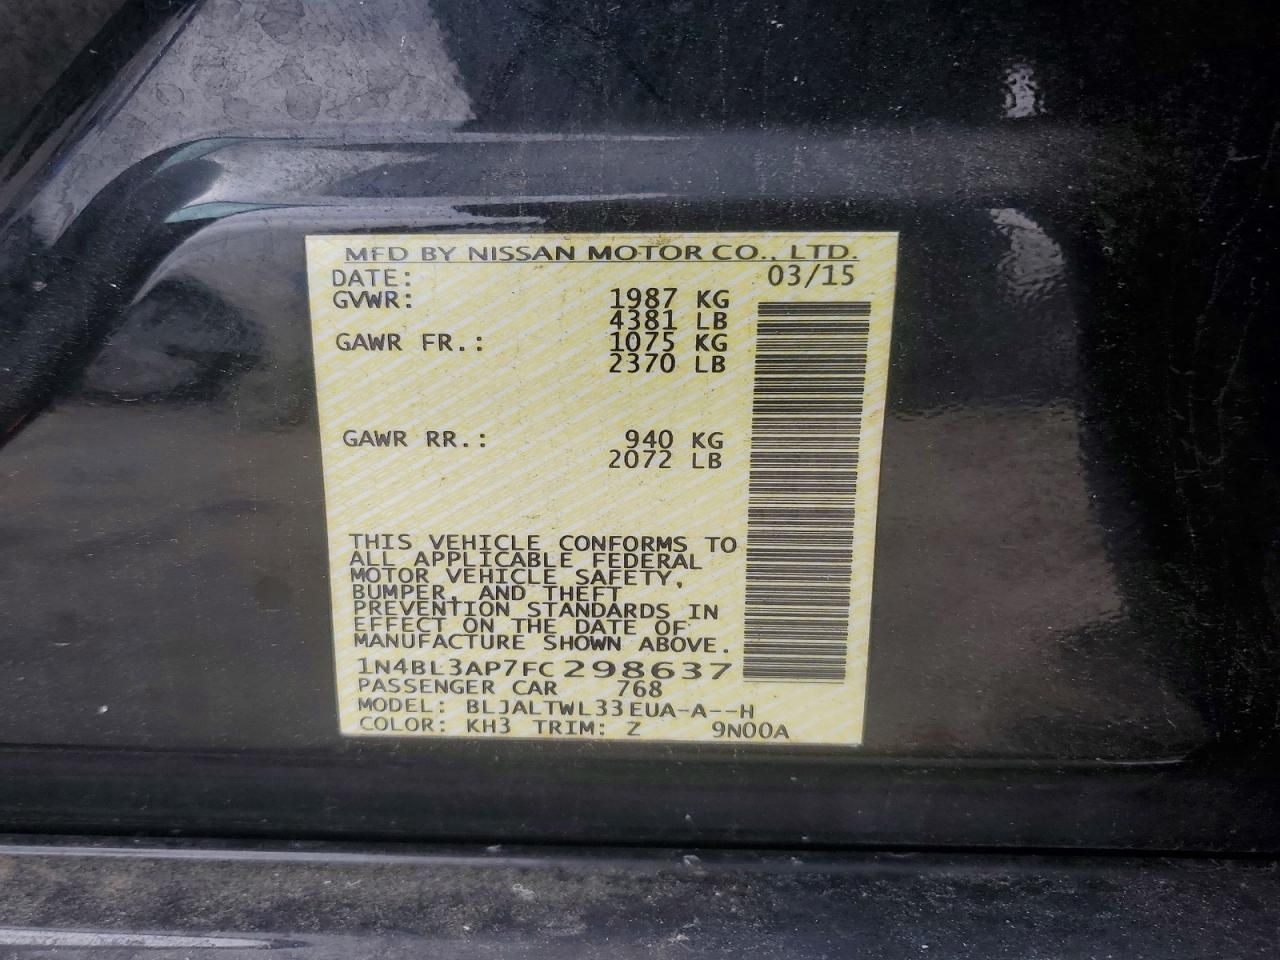 MFD BY NISSAN MOTOR CO., LTD.
DATE: 03/15
GVWR: 1987 KG
4381 LB
GAWR FR.: 1075 KG
2370 LB
GAWR RR.: 940 KG
2072 LB
THIS VEHICLE CONFORMS TO
ALL APPLICABLE FEDERAL
MOTOR VEHICLE SAFETY,
BUMPER, AND THEFT
PREVENTION STANDARDS IN
EFFECT ON THE DATE OF
MANUFACTURE SHOWN ABOVE.
1N4BL3AP7FC298637
PASSENGER CAR 768
MODEL: BLJALTWL33EUA-A--H
COLOR: KH3 TRIM: Z 9N00A